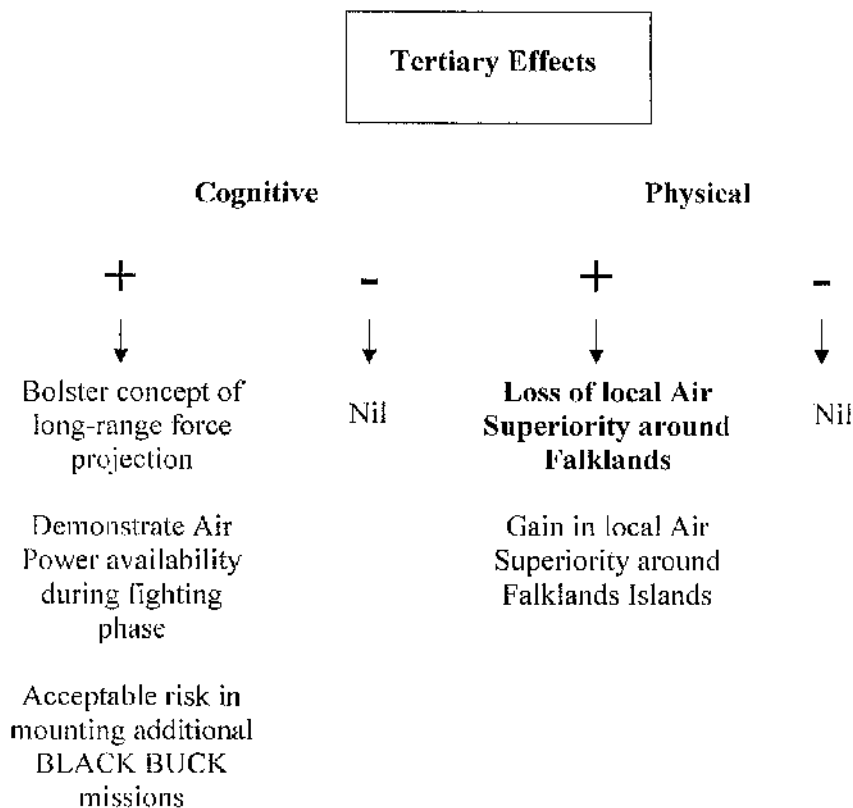 Tertiary Effects
Cognitive
Physical
+
-
+
-
Bolster concept of
long-range force
projection
Demonstrate Air
Power availability
during fighting
phase
Acceptable risk in
mounting additional
BLACK BUCK
missions
Nil
Loss of local Air
Superiority around
Falklands
Gain in local Air
Superiority around
Falklands Islands
Nil